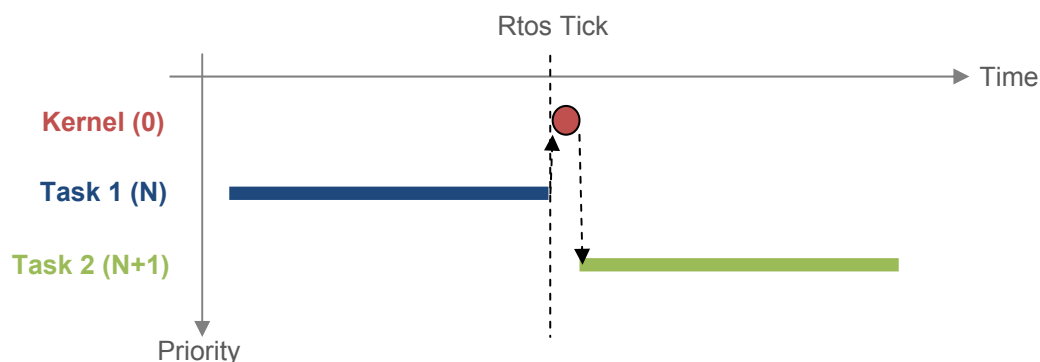 Rtos Tick
Time
Kernel (0)
Task 1 (N)
Task 2 (N+1)
Priority